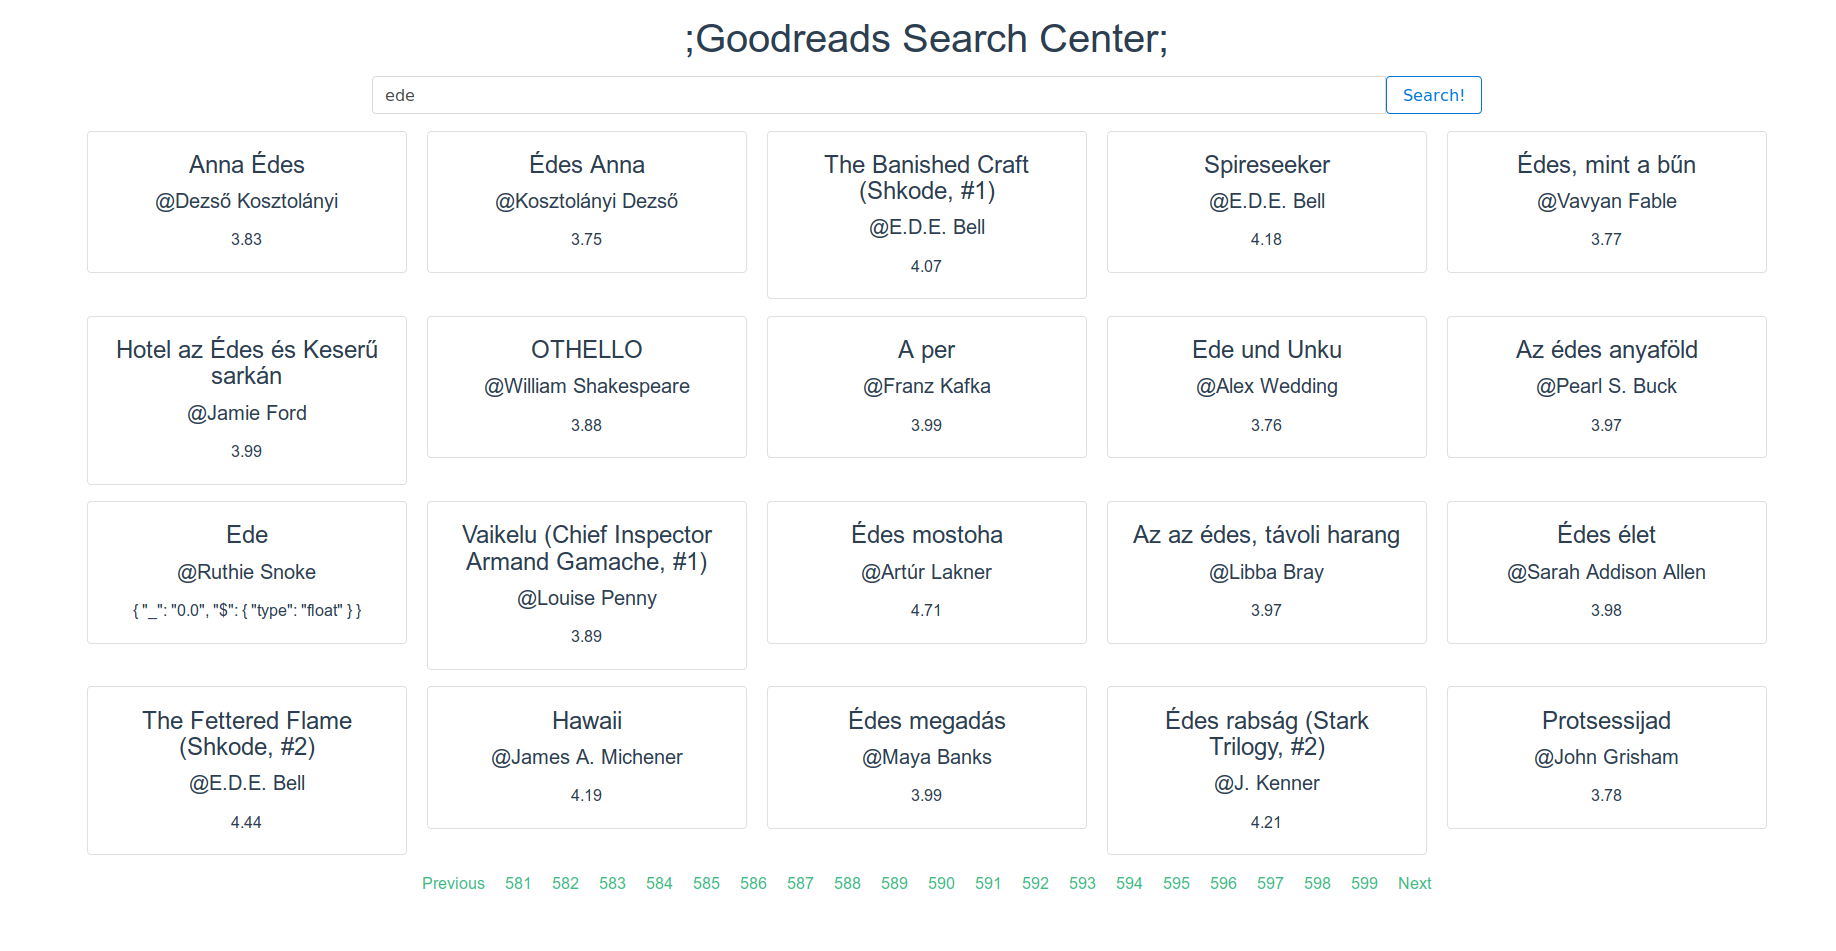 ;Goodreads Search Center;
ede
Search!
Anna Édes
@Dezső Kosztolányi
3.83
Édes Anna
@Kosztolányi Dezső
3.75
The Banished Craft
(Shkode, #1)
@E.D.E. Bell
4.07
Spireseeker
@E.D.E. Bell
4.18
Édes, mint a bűn
@Vavyan Fable
3.77
Hotel az Édes és Keserű
sarkán
@Jamie Ford
3.99
OTHELLO
@William Shakespeare
3.88
A per
@Franz Kafka
3.99
Ede und Unku
@Alex Wedding
3.76
Az édes anyaföld
@Pearl S. Buck
3.97
Ede
@Ruthie Snoke
{ "_": "0.0", "$": { "type": "float" } }
Vaikelu (Chief Inspector
Armand Gamache, #1)
@Louise Penny
3.89
Édes mostoha
@Artúr Lakner
4.71
Az az édes, távoli harang
@Libba Bray
3.97
Édes élet
@Sarah Addison Allen
3.98
The Fettered Flame
(Shkode, #2)
@E.D.E. Bell
4.44
Hawaii
@James A. Michener
4.19
Édes megadás
@Maya Banks
3.99
Édes rabság (Stark
Trilogy, #2)
@J. Kenner
4.21
Protsessijad
@John Grisham
3.78
Previous 581 582 583 584 585 586 587 588 589 590 591 592 593 594 595 596 597 598 599 Next